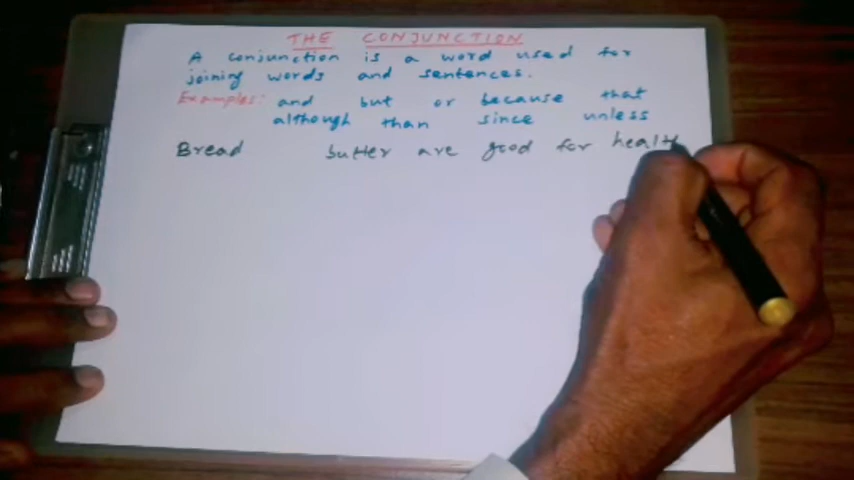 THE CONJUNCTION
A conjunction is a word used for
joining words and sentences.
Examples: and but or because that
although than since unless
Bread butter are good for healt